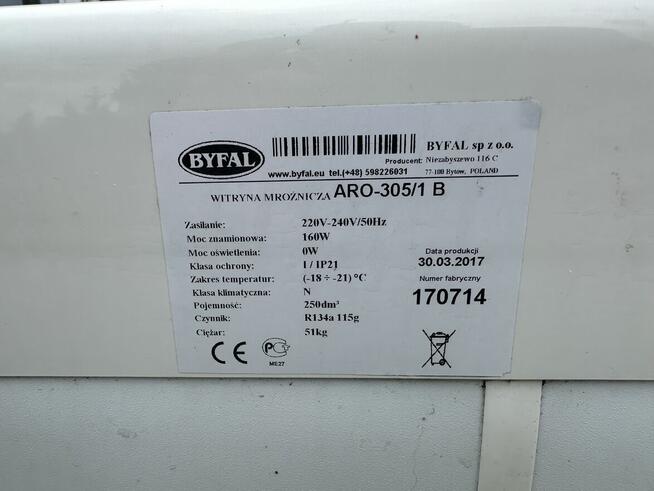 BYFAL
BYFAL sp z o.o.
Producent: Niezabyszewo 116 C
www.byfal.eu tel.(+48) 598226031 77-100 Bytów, POLAND
WITRYNA MROŹNICZA ARO-305/1 B
Zasilanie: 220V-240V/50Hz
Moc znamionowa: 160W
Moc oświetlenia: 0W
Klasa ochrony: I / IP21
Zakres temperatur: (-18 ÷ -21) °C
Klasa klimatyczna: N
Pojemność: 250dm³
Czynnik: R134a 115g
Ciężar: 51kg
Data produkcji
30.03.2017
Numer fabryczny
170714
CE
ME27